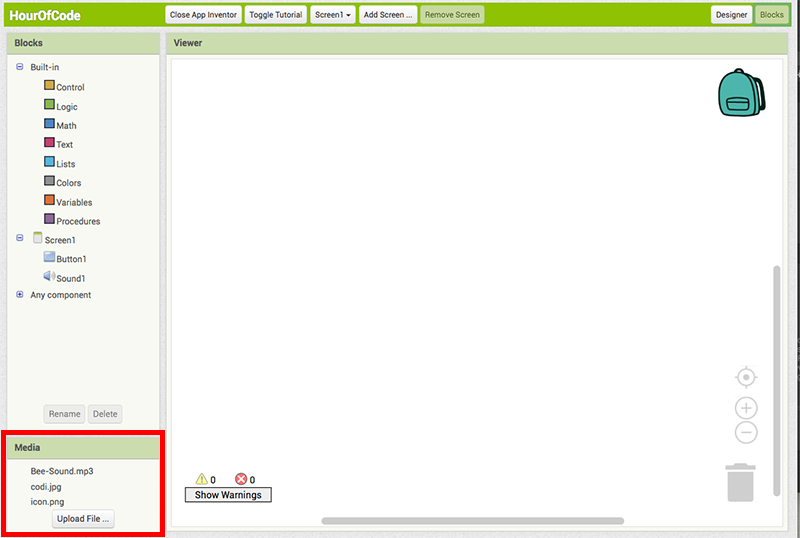 HourOfCode Close App Inventor Toggle Tutorial Screen1 Add Screen ... Remove Screen Designer Blocks
Blocks
Viewer
Built-in
Control
Logic
Math
Text
Lists
Colors
Variables
Procedures
Screen1
Button1
Sound1
Any component
Rename Delete
Media
Bee-Sound.mp3
codi.jpg
icon.png
Upload File ...
0 0
Show Warnings